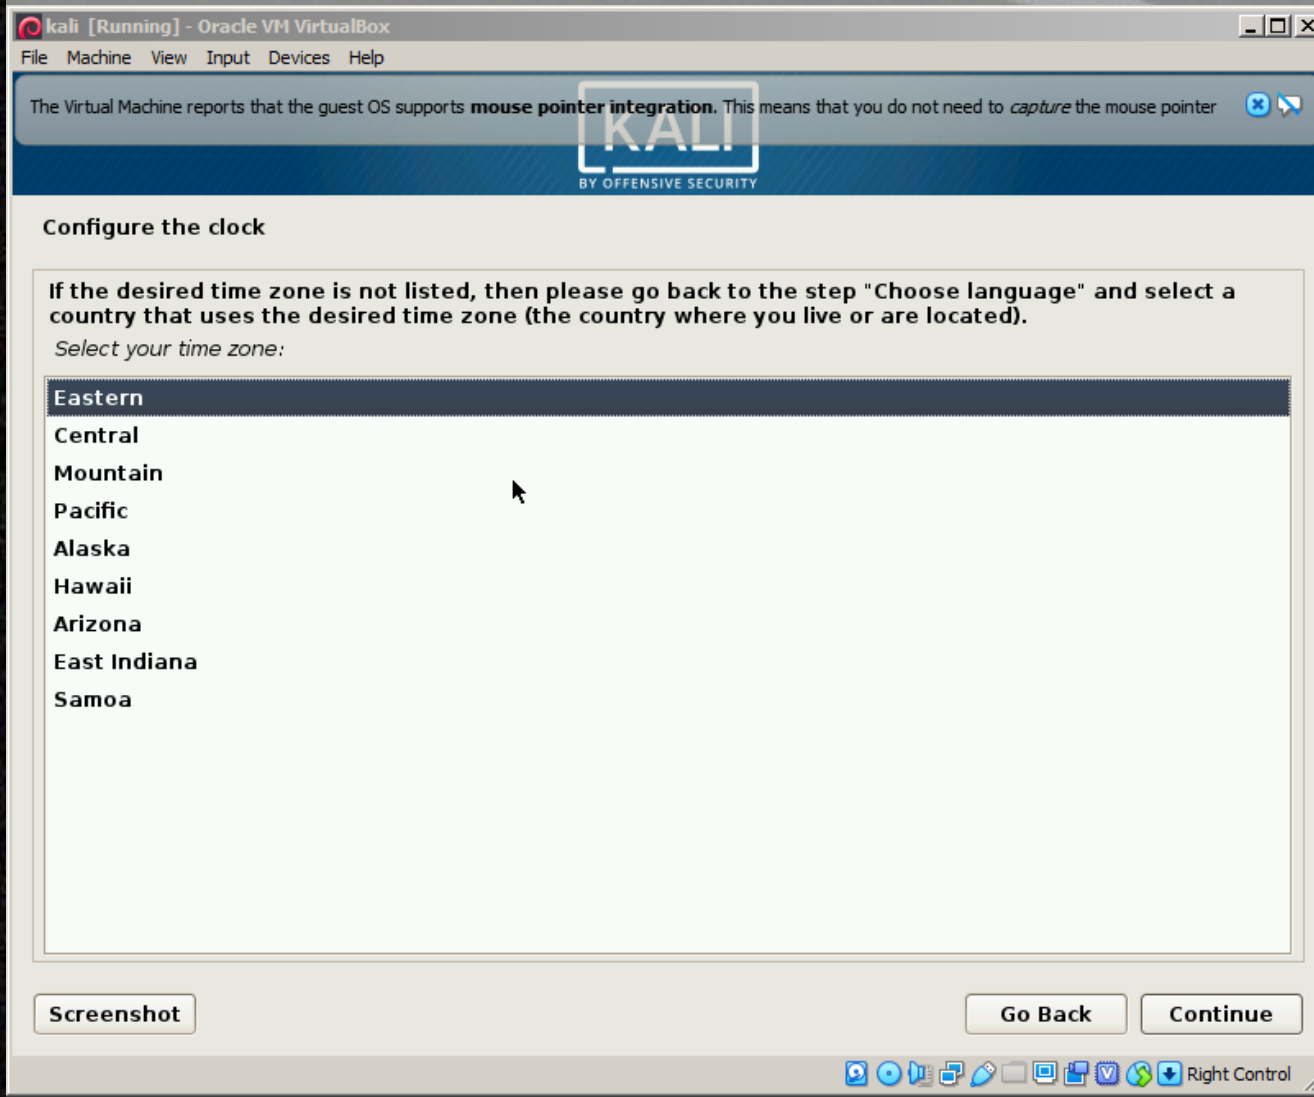 kali [Running] - Oracle VM VirtualBox
File Machine View Input Devices Help
The Virtual Machine reports that the guest OS supports mouse pointer integration. This means that you do not need to capture the mouse pointer
KALI
BY OFFENSIVE SECURITY
Configure the clock
If the desired time zone is not listed, then please go back to the step "Choose language" and select a
country that uses the desired time zone (the country where you live or are located).
Select your time zone:
Eastern
Central
Mountain
Pacific
Alaska
Hawaii
Arizona
East Indiana
Samoa
Screenshot Go Back Continue
Right Control